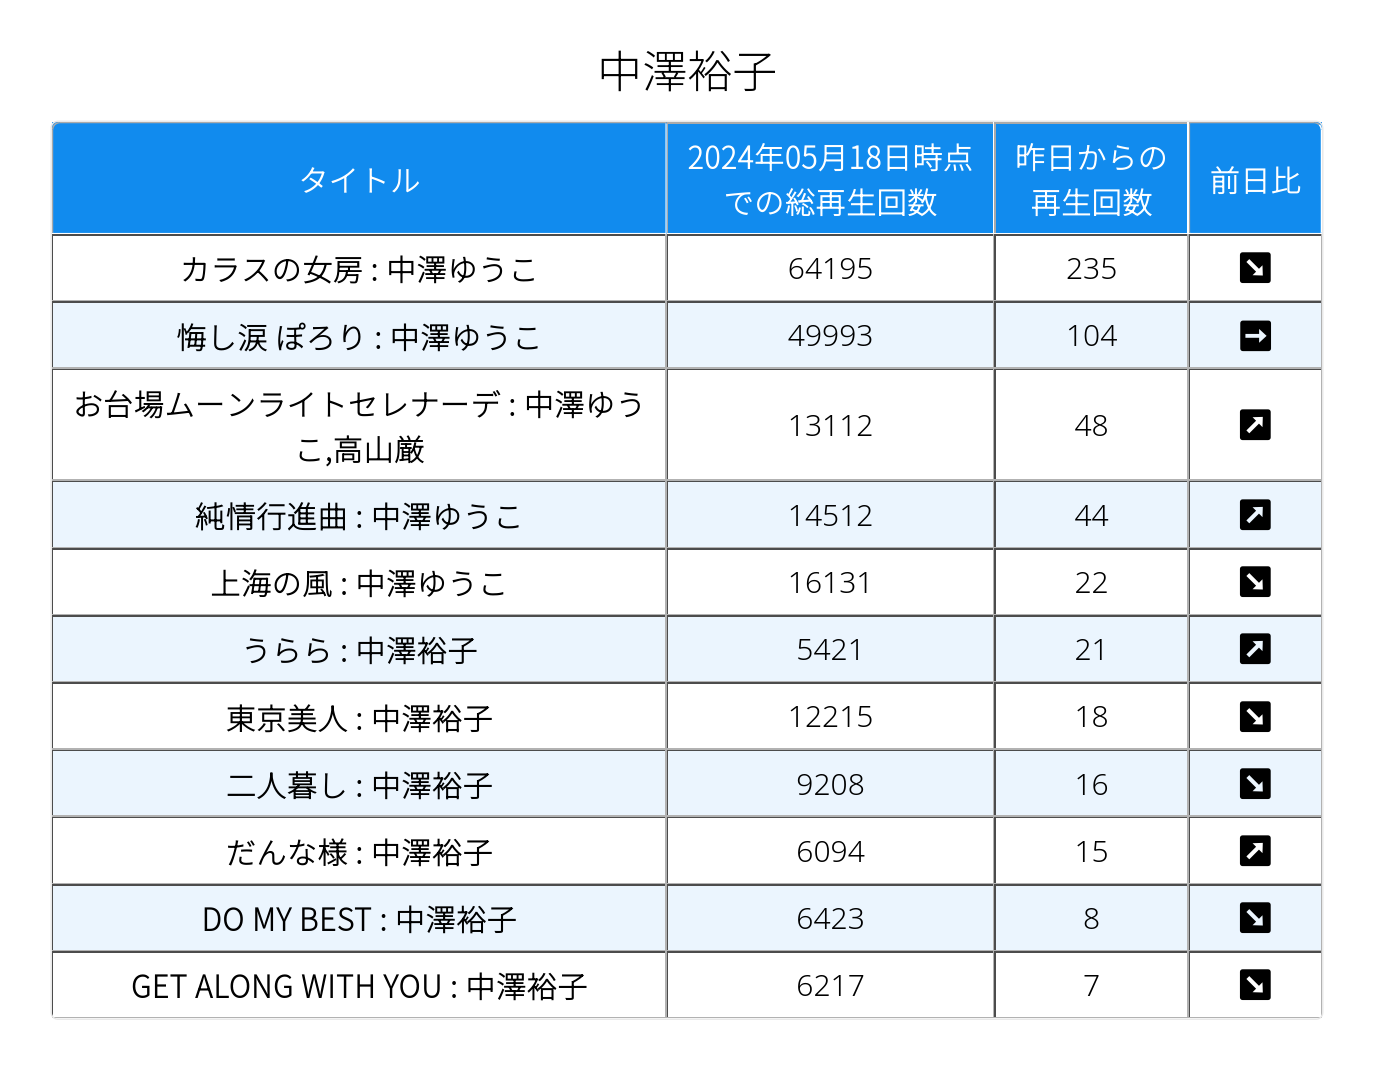 中澤裕子
タイトル
2024年05月18日時点
での総再生回数
昨日からの
再生回数
前日比
カラスの女房 : 中澤ゆうこ 64195 235 ↘
悔し涙 ぽろり : 中澤ゆうこ 49993 104 →
お台場ムーンライトセレナーデ : 中澤ゆう
こ,高山厳 13112 48 ↗
純情行進曲 : 中澤ゆうこ 14512 44 ↗
上海の風 : 中澤ゆうこ 16131 22 ↘
うらら : 中澤裕子 5421 21 ↗
東京美人 : 中澤裕子 12215 18 ↘
二人暮し : 中澤裕子 9208 16 ↘
だんな様 : 中澤裕子 6094 15 ↗
DO MY BEST : 中澤裕子 6423 8 ↘
GET ALONG WITH YOU : 中澤裕子 6217 7 ↘